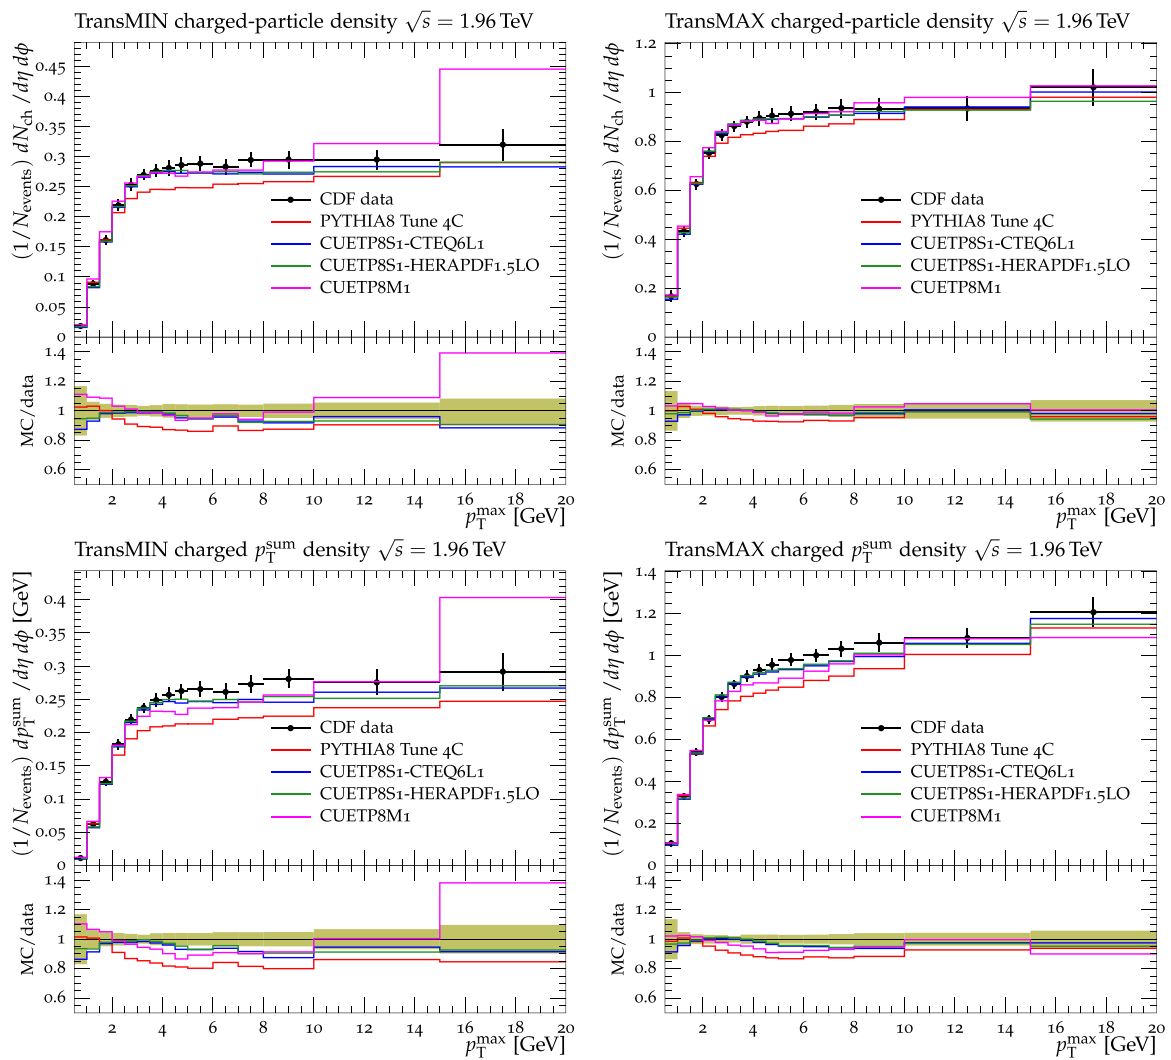 TransMIN charged-particle density √s = 1.96 TeV
(1/N_events) dN_ch/dη dϕ
0.45
0.4
0.35
0.3
0.25
0.2
0.15
0.1
0.05
0
CDF data
PYTHIA8 Tune 4C
CUETP8S1-CTEQ6L1
CUETP8S1-HERAPDF1.5LO
CUETP8M1
MC/data
1.4
1.2
1
0.8
0.6
2 4 6 8 10 12 14 16 18 20
p_T^max [GeV]
TransMAX charged-particle density √s = 1.96 TeV
(1/N_events) dN_ch/dη dϕ
1.2
1
0.8
0.6
0.4
0.2
0
CDF data
PYTHIA8 Tune 4C
CUETP8S1-CTEQ6L1
CUETP8S1-HERAPDF1.5LO
CUETP8M1
MC/data
1.4
1.2
1
0.8
0.6
2 4 6 8 10 12 14 16 18 20
p_T^max [GeV]
TransMIN charged p_T^sum density √s = 1.96 TeV
(1/N_events) dp_T^sum/dη dϕ [GeV]
0.4
0.3
0.25
0.2
0.15
0.1
0.05
0
CDF data
PYTHIA8 Tune 4C
CUETP8S1-CTEQ6L1
CUETP8S1-HERAPDF1.5LO
CUETP8M1
MC/data
1.4
1.2
1
0.8
0.6
2 4 6 8 10 12 14 16 18 20
p_T^max [GeV]
TransMAX charged p_T^sum density √s = 1.96 TeV
(1/N_events) dp_T^sum/dη dϕ [GeV]
1.4
1.2
1
0.8
0.6
0.4
0.2
0
CDF data
PYTHIA8 Tune 4C
CUETP8S1-CTEQ6L1
CUETP8S1-HERAPDF1.5LO
CUETP8M1
MC/data
1.4
1.2
1
0.8
0.6
2 4 6 8 10 12 14 16 18 20
p_T^max [GeV]